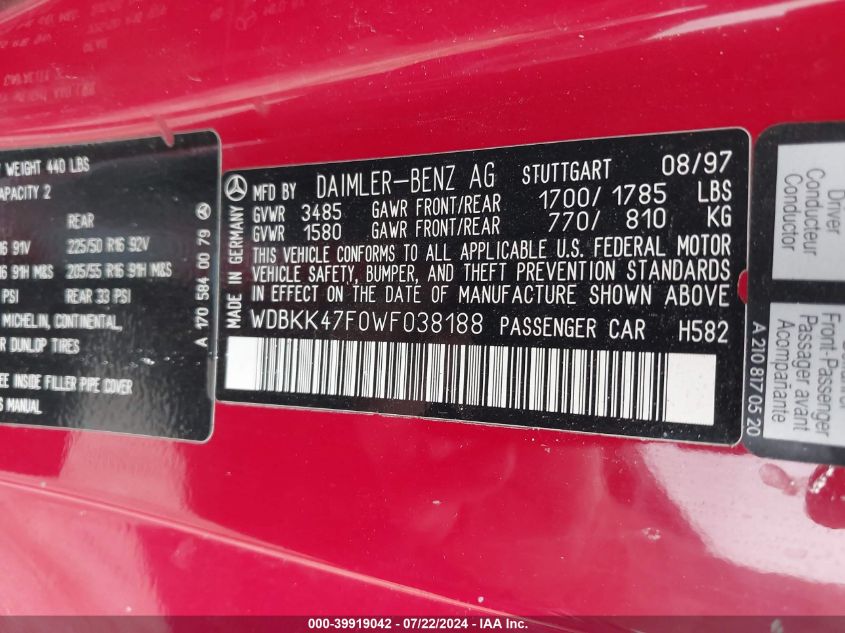 WEIGHT 440 LBS
CAPACITY 2
REAR
16 91V 225/50 R16 92V
16 91H M&S 205/55 R16 91H M&S
PSI REAR 33 PSI
MICHELIN, CONTINENTAL,
R DUNLOP TIRES
EE INSIDE FILLER PIPE COVER
S MANUAL
A 170 584 00 79
MADE IN GERMANY
MFD BY DAIMLER-BENZ AG STUTTGART 08/97
GVWR 3485 GAWR FRONT/REAR 1700/ 1785 LBS
GVWR 1580 GAWR FRONT/REAR 770/ 810 KG
THIS VEHICLE CONFORMS TO ALL APPLICABLE U.S. FEDERAL MOTOR
VEHICLE SAFETY, BUMPER, AND THEFT PREVENTION STANDARDS
IN EFFECT ON THE DATE OF MANUFACTURE SHOWN ABOVE
WDBKK47F0WF038188 PASSENGER CAR H582
A 210 817 05 20
Driver
Conducteur
Conductor
Front-Passenger
Passager avant
Acompañante
000-39919042 - 07/22/2024 - IAA Inc.